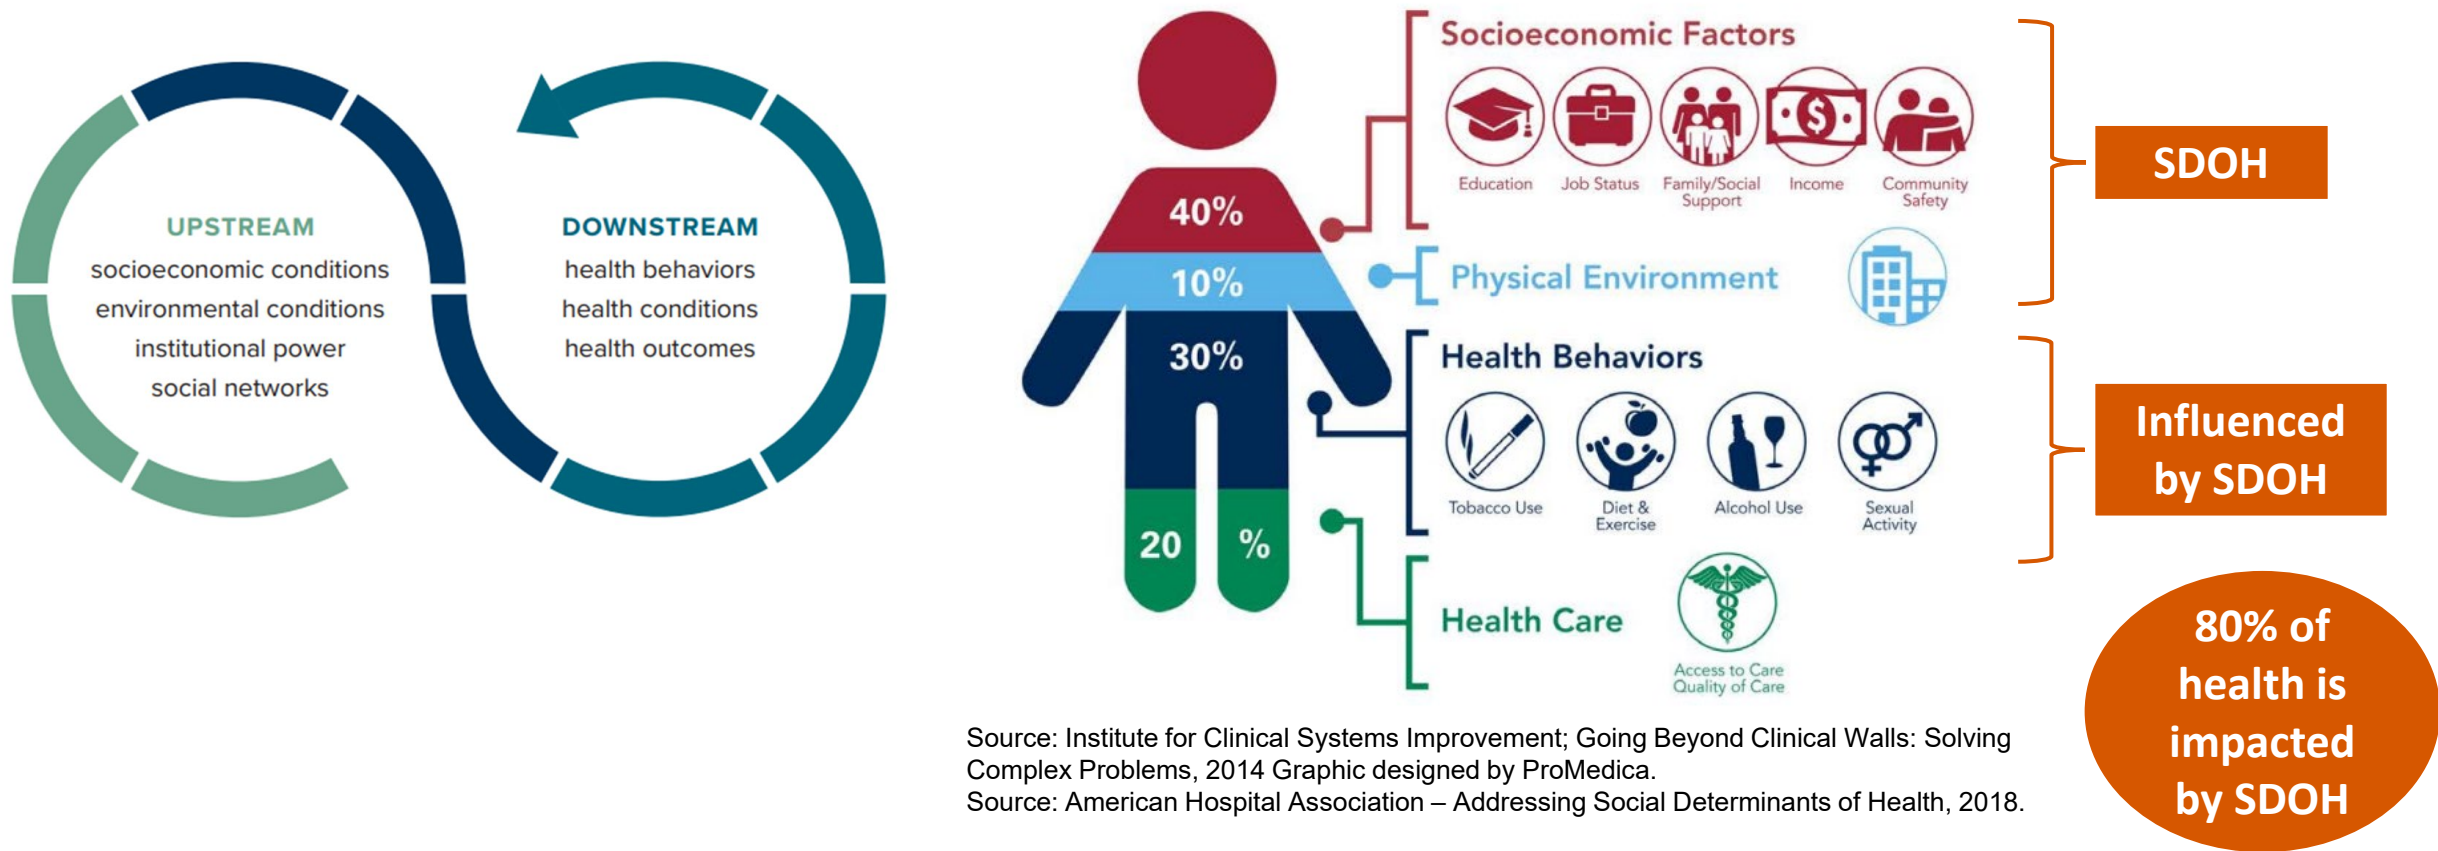 UPSTREAM
socioeconomic conditions
environmental conditions
institutional power
social networks
DOWNSTREAM
health behaviors
health conditions
health outcomes
40%
10%
30%
20 %
Socioeconomic Factors
Education
Job Status
Family/Social
Support
Income
Community
Safety
Physical Environment
Health Behaviors
Tobacco Use
Diet &
Exercise
Alcohol Use
Sexual
Activity
Health Care
Access to Care
Quality of Care
SDOH
Influenced
by SDOH
80% of
health is
impacted
by SDOH
Source: Institute for Clinical Systems Improvement; Going Beyond Clinical Walls: Solving
Complex Problems, 2014 Graphic designed by ProMedica.
Source: American Hospital Association – Addressing Social Determinants of Health, 2018.